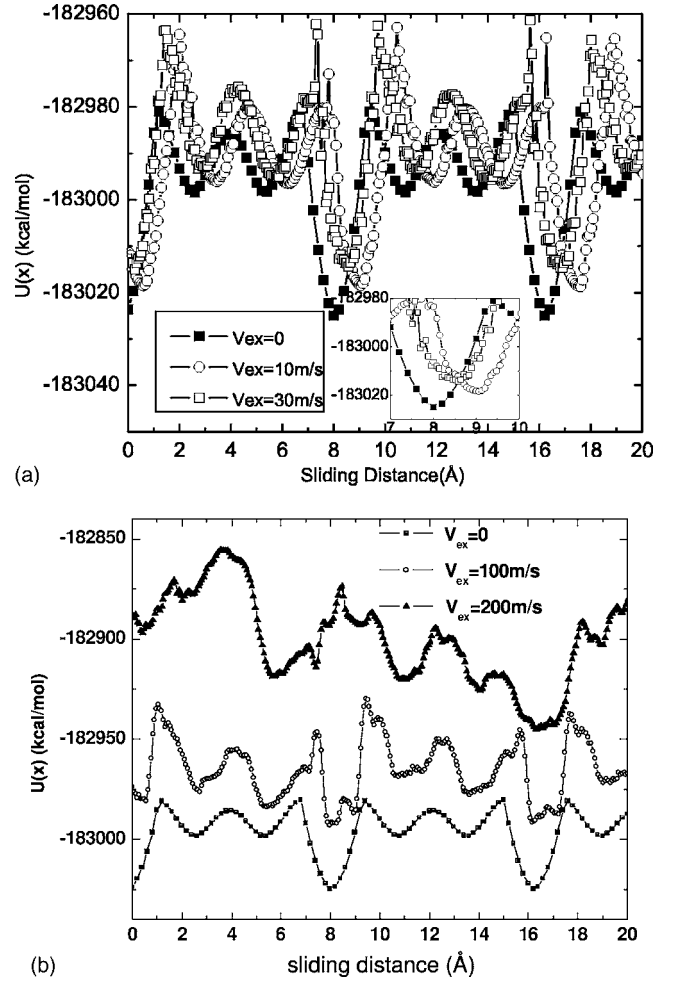 -182960
-182980
-183000
-183020
-183040
U(x) (kcal/mol)
Vex=0
Vex=10m/s
Vex=30m/s
-182980
-183000
-183020
7 8 9 10
0 2 4 6 8 10 12 14 16 18 20
Sliding Distance(Å)
(a)
-182850
-182900
-182950
-183000
U(x) (kcal/mol)
Vex=0
Vex=100m/s
Vex=200m/s
0 2 4 6 8 10 12 14 16 18 20
sliding distance (Å)
(b)